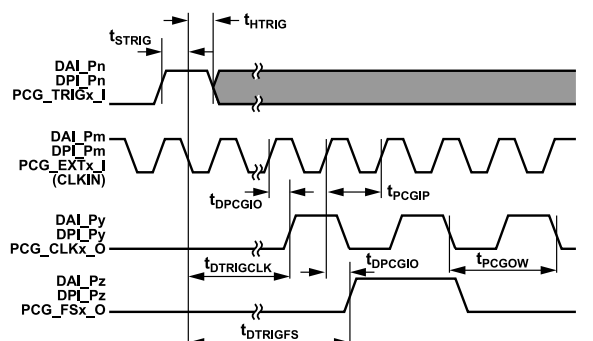 tHTRIG
tSTRIG
DAI_Pn
DPI_Pn
PCG_TRIGx_I
DAI_Pm
DPI_Pm
PCG_EXTx_I
(CLKIN)
tDPCGIO
tPCGIP
DAI_Py
DPI_Py
PCG_CLKx_O
tDTRIGCLK
tDPCGIO
tPCGOW
DAI_Pz
DPI_Pz
PCG_FSx_O
tDTRIGFS